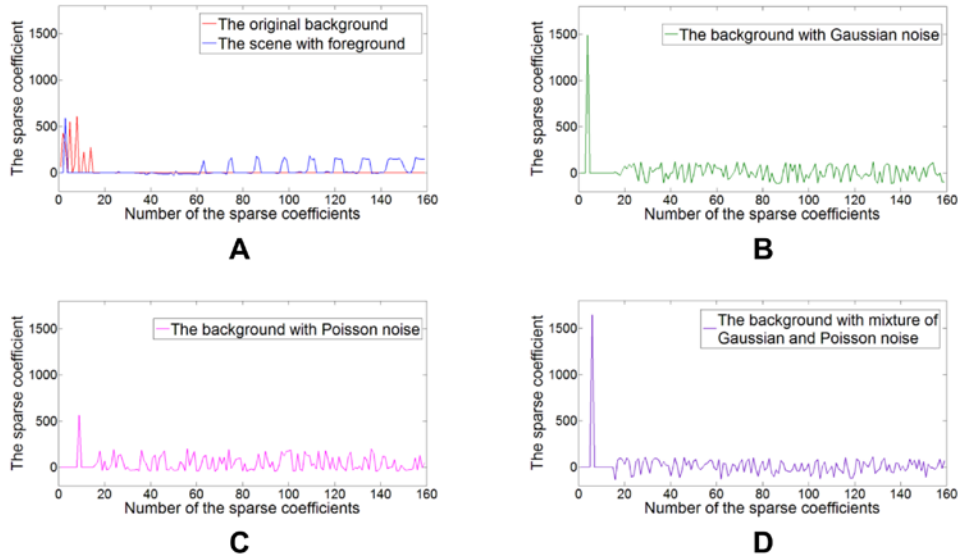 The sparse coefficient
1500
1000
500
0
The original background
The scene with foreground
0 20 40 60 80 100 120 140 160
Number of the sparse coefficients
A
The sparse coefficient
1500
1000
500
0
The background with Gaussian noise
0 20 40 60 80 100 120 140 160
Number of the sparse coefficients
B
The sparse coefficient
1500
1000
500
0
The background with Poisson noise
0 20 40 60 80 100 120 140 160
Number of the sparse coefficients
C
The sparse coefficient
1500
1000
500
0
The background with mixture of
Gaussian and Poisson noise
0 20 40 60 80 100 120 140 160
Number of the sparse coefficients
D